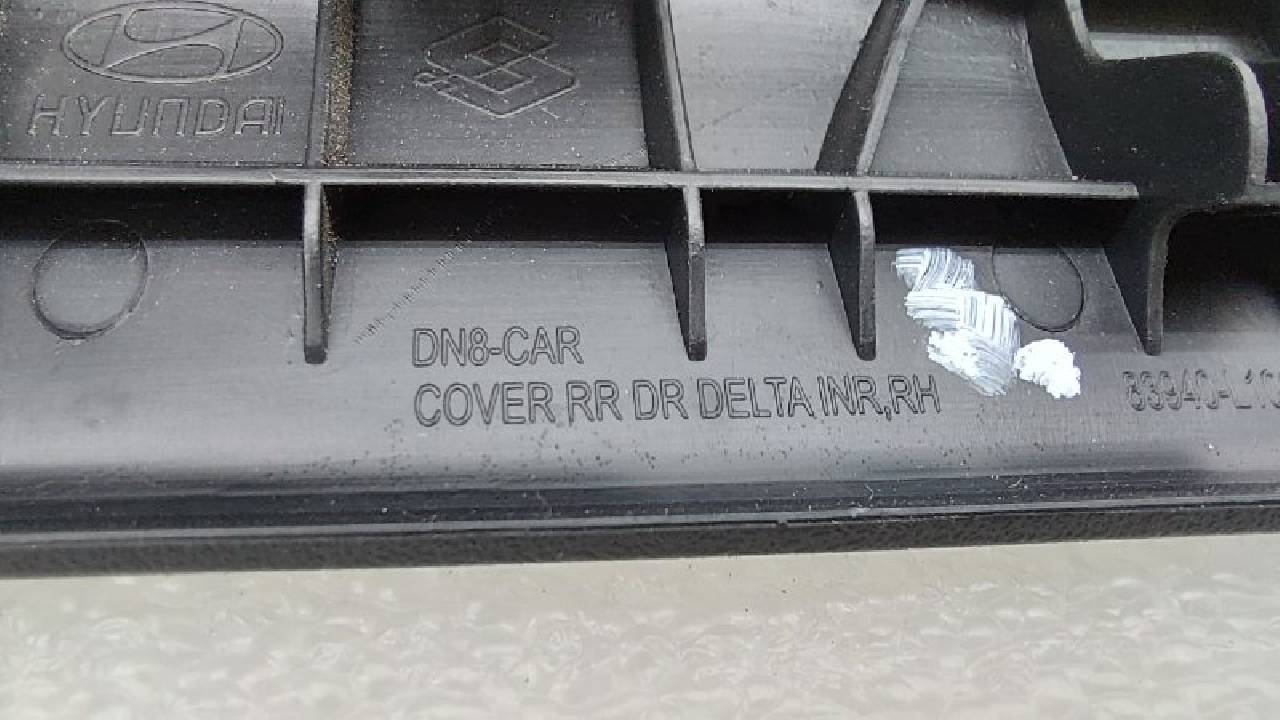 HYUNDAI
DN8-CAR
COVER RR DR DELTA INR,RH